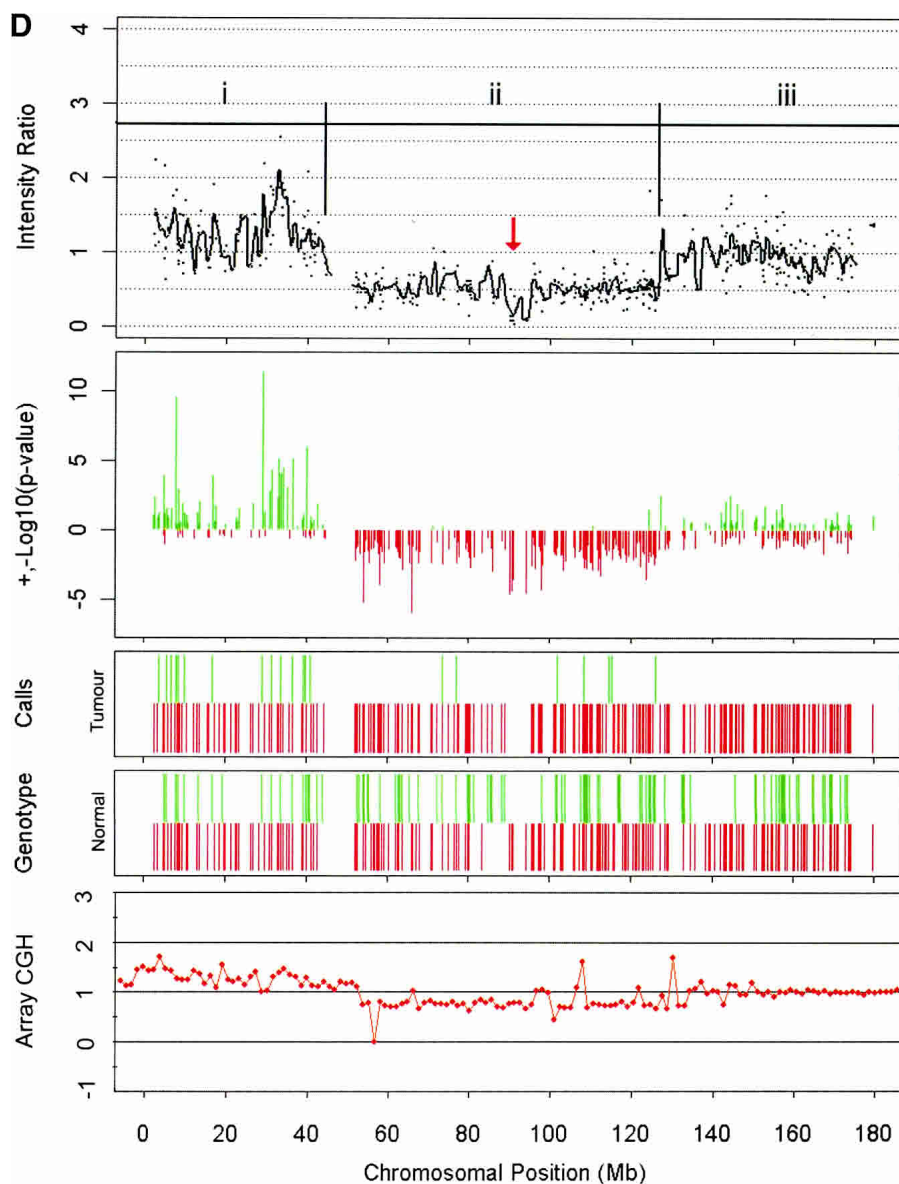 D
4
3
2
1
0
Intensity Ratio
i
ii
iii
10
5
0
-5
+,-Log10(p-value)
Calls
Tumour
Genotype
Normal
3
2
1
0
-1
Array CGH
0 20 40 60 80 100 120 140 160 180
Chromosomal Position (Mb)